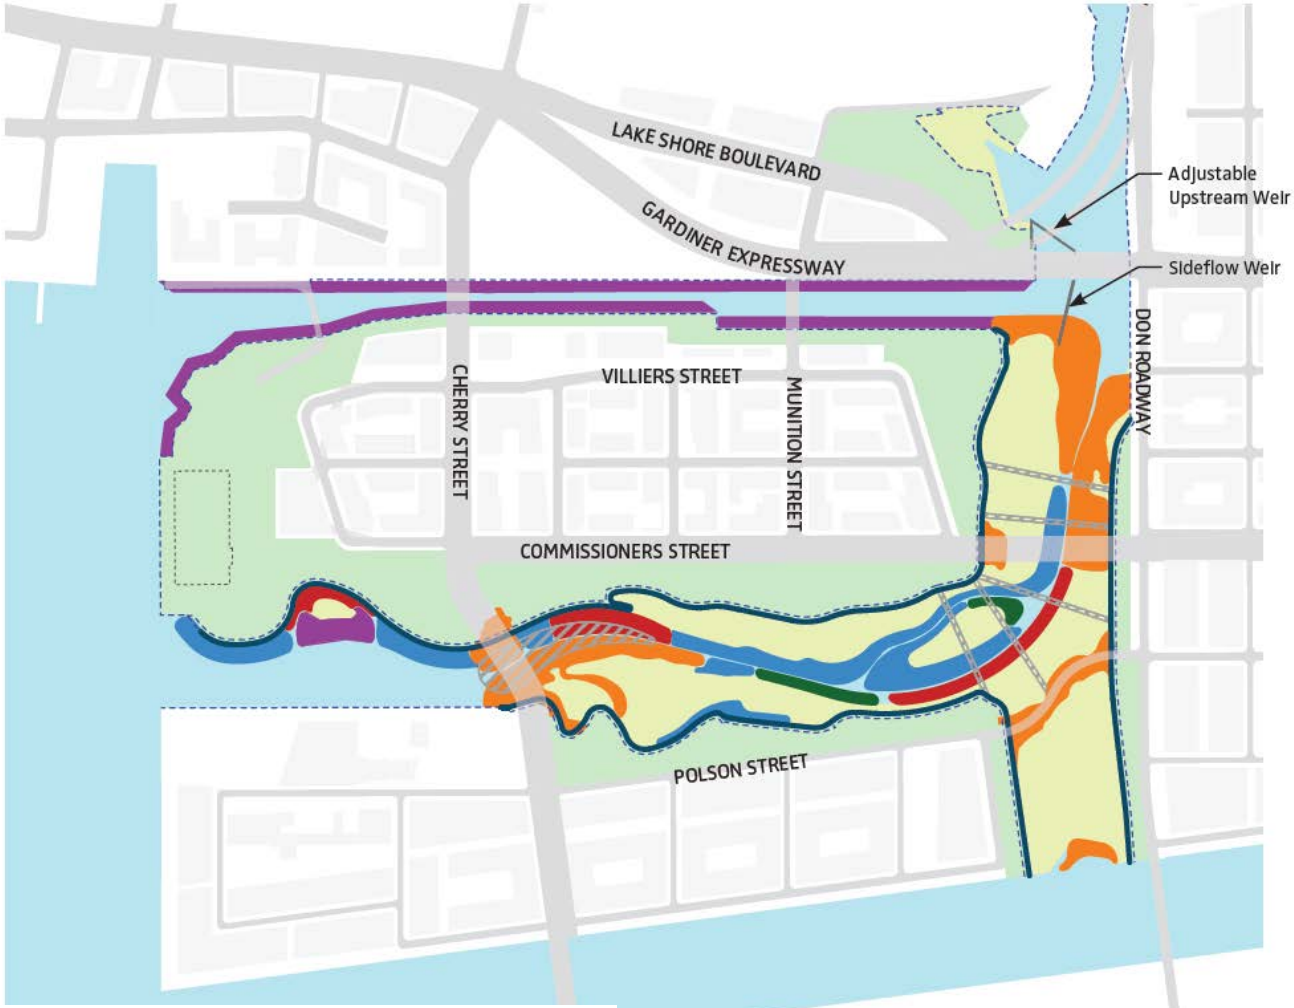 LAKE SHORE BOULEVARD
Adjustable
Upstream Weir
GARDINER EXPRESSWAY
Sideflow Weir
DON ROADWAY
CHERRY STREET
VILLIERS STREET
MUNITION STREET
COMMISSIONERS STREET
POLSON STREET